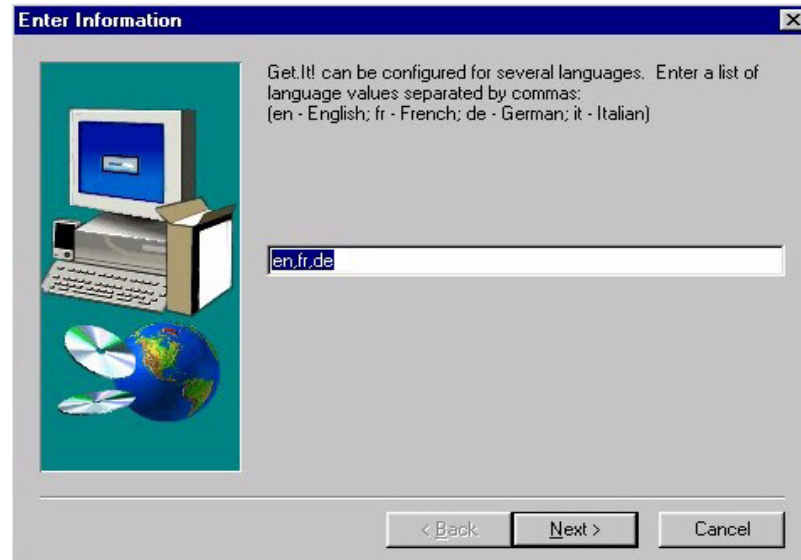 Enter Information
Get.It! can be configured for several languages. Enter a list of
language values separated by commas:
(en - English; fr - French; de - German; it - Italian)
en,fr,de
< Back
Next >
Cancel